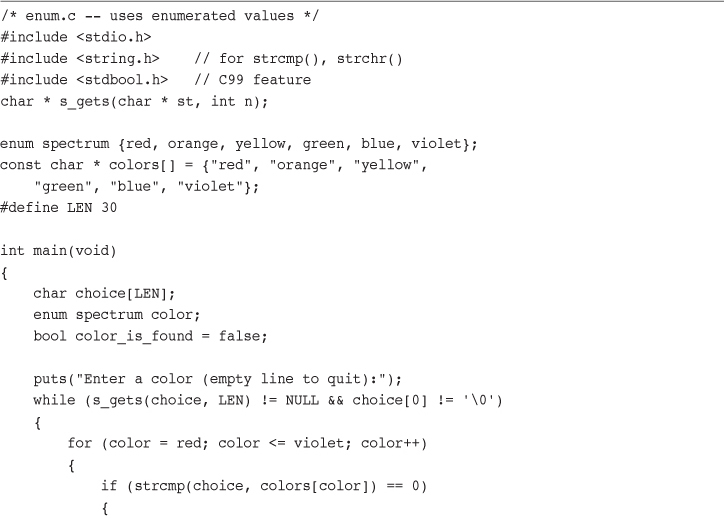 /* enum.c -- uses enumerated values */
#include <stdio.h>
#include <string.h>    // for strcmp(), strchr()
#include <stdbool.h>   // C99 feature
char * s_gets(char * st, int n);

enum spectrum {red, orange, yellow, green, blue, violet};
const char * colors[] = {"red", "orange", "yellow",
    "green", "blue", "violet"};
#define LEN 30

int main(void)
{
    char choice[LEN];
    enum spectrum color;
    bool color_is_found = false;

    puts("Enter a color (empty line to quit):");
    while (s_gets(choice, LEN) != NULL && choice[0] != '\0')
    {
        for (color = red; color <= violet; color++)
        {
            if (strcmp(choice, colors[color]) == 0)
            {